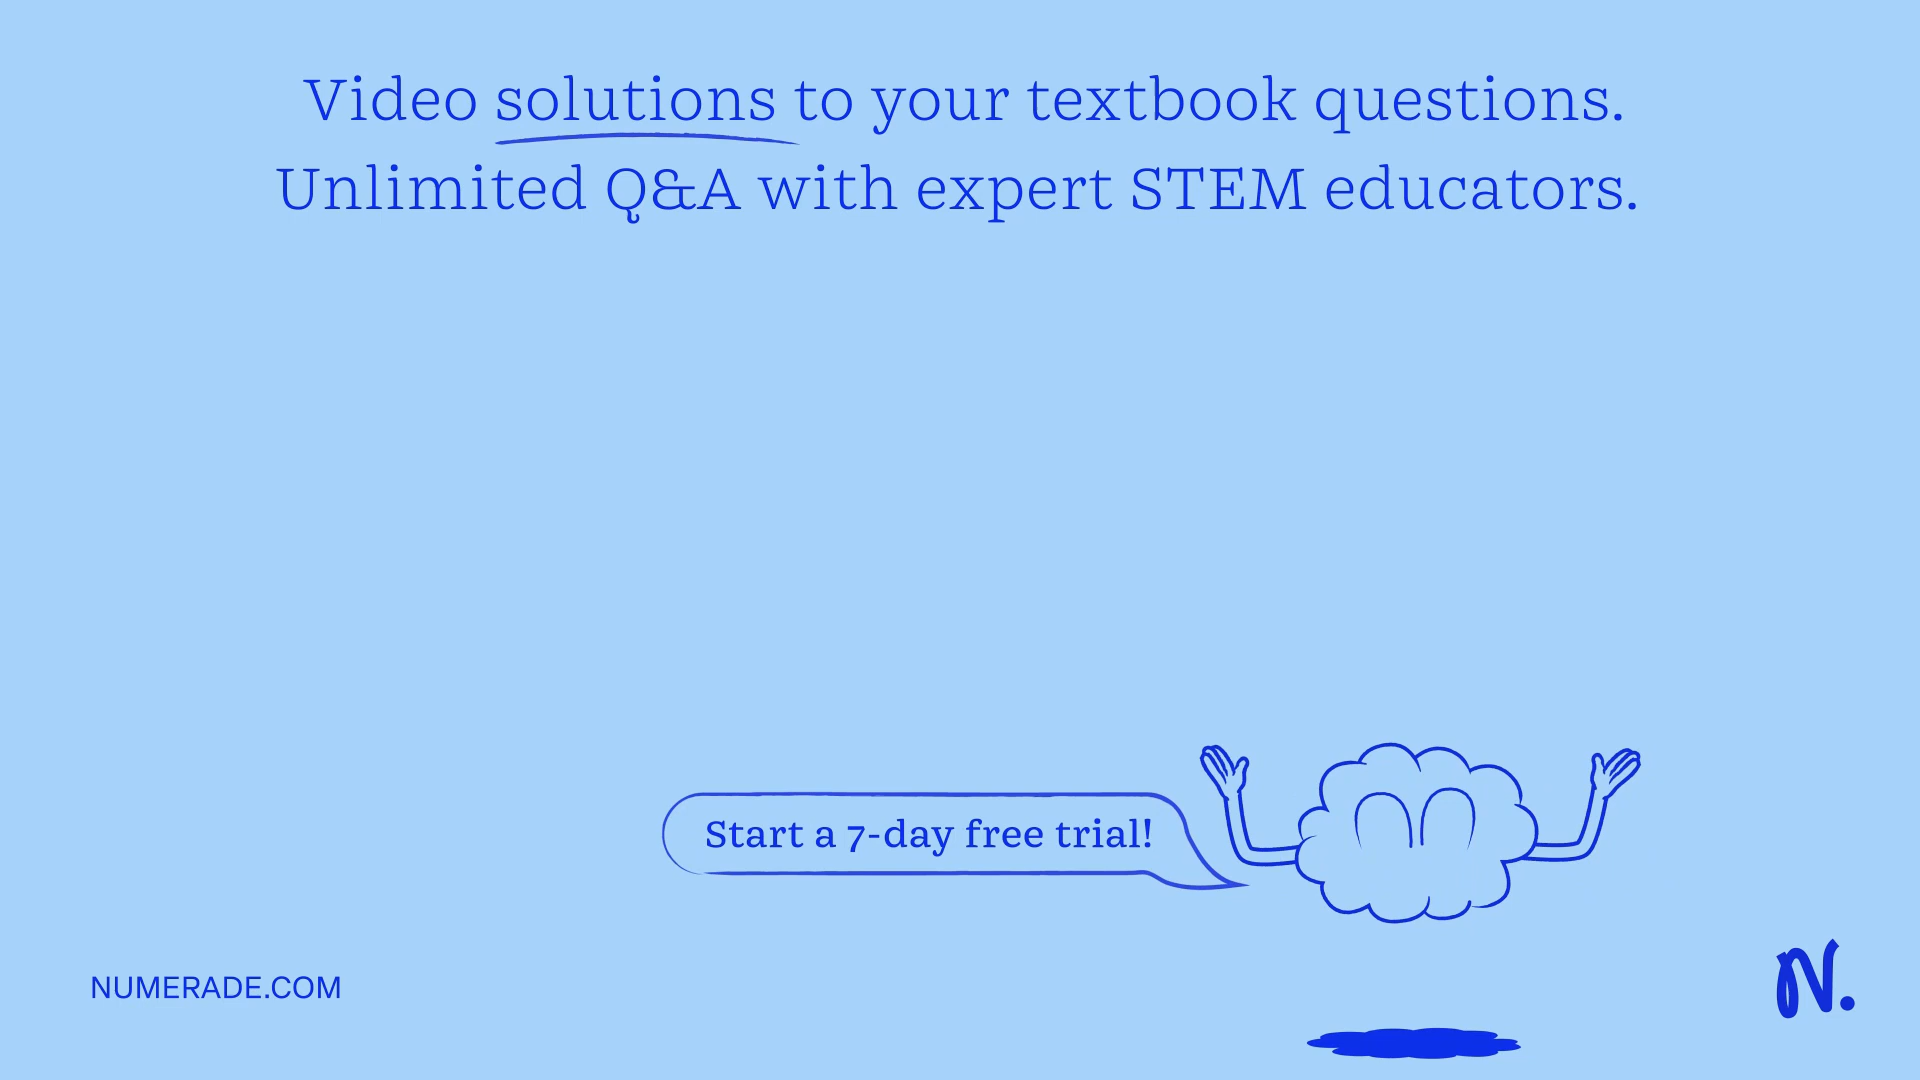 Video solutions to your textbook questions.
Unlimited Q&A with expert STEM educators.
Start a 7-day free trial!
NUMERADE.COM
N.